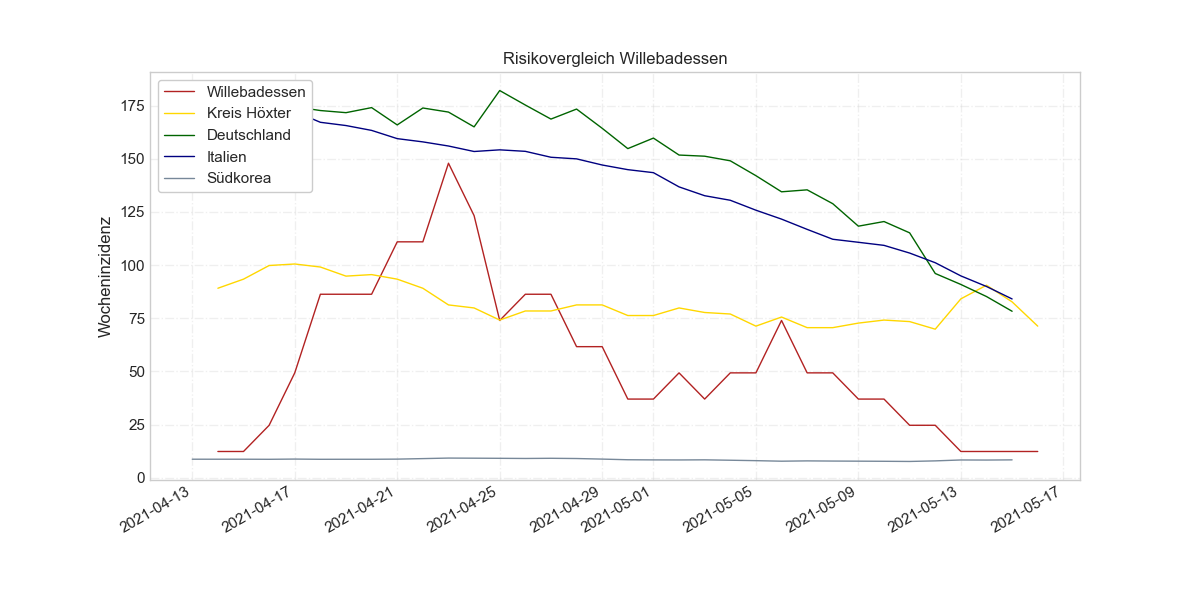 Risikovergleich Willebadessen
Willebadessen
Kreis Höxter
Deutschland
Italien
Südkorea
Wocheninzidenz
175
150
125
100
75
50
25
0
2021-04-13
2021-04-17
2021-04-21
2021-04-25
2021-04-29
2021-05-01
2021-05-05
2021-05-09
2021-05-13
2021-05-17